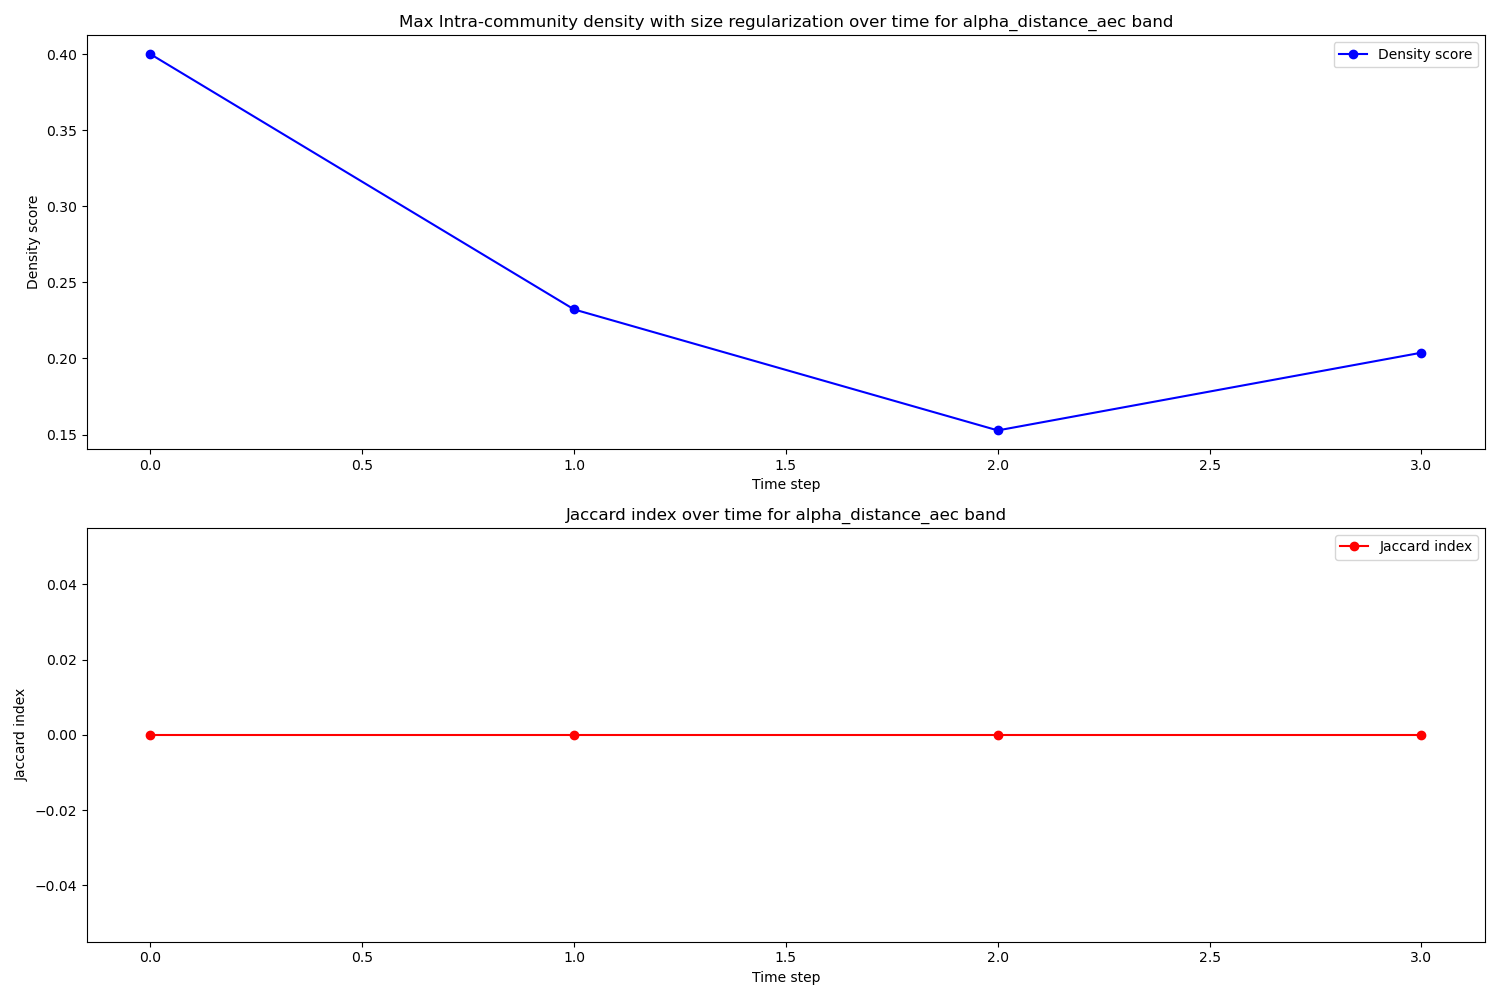 Max Intra-community density with size regularization over time for alpha_distance_aec band
Density score
0.40
0.35
0.30
0.25
0.20
0.15
Density score
0.0 0.5 1.0 1.5 2.0 2.5 3.0
Time step
Jaccard index over time for alpha_distance_aec band
Jaccard index
0.04
0.02
0.00
−0.02
−0.04
Jaccard index
0.0 0.5 1.0 1.5 2.0 2.5 3.0
Time step